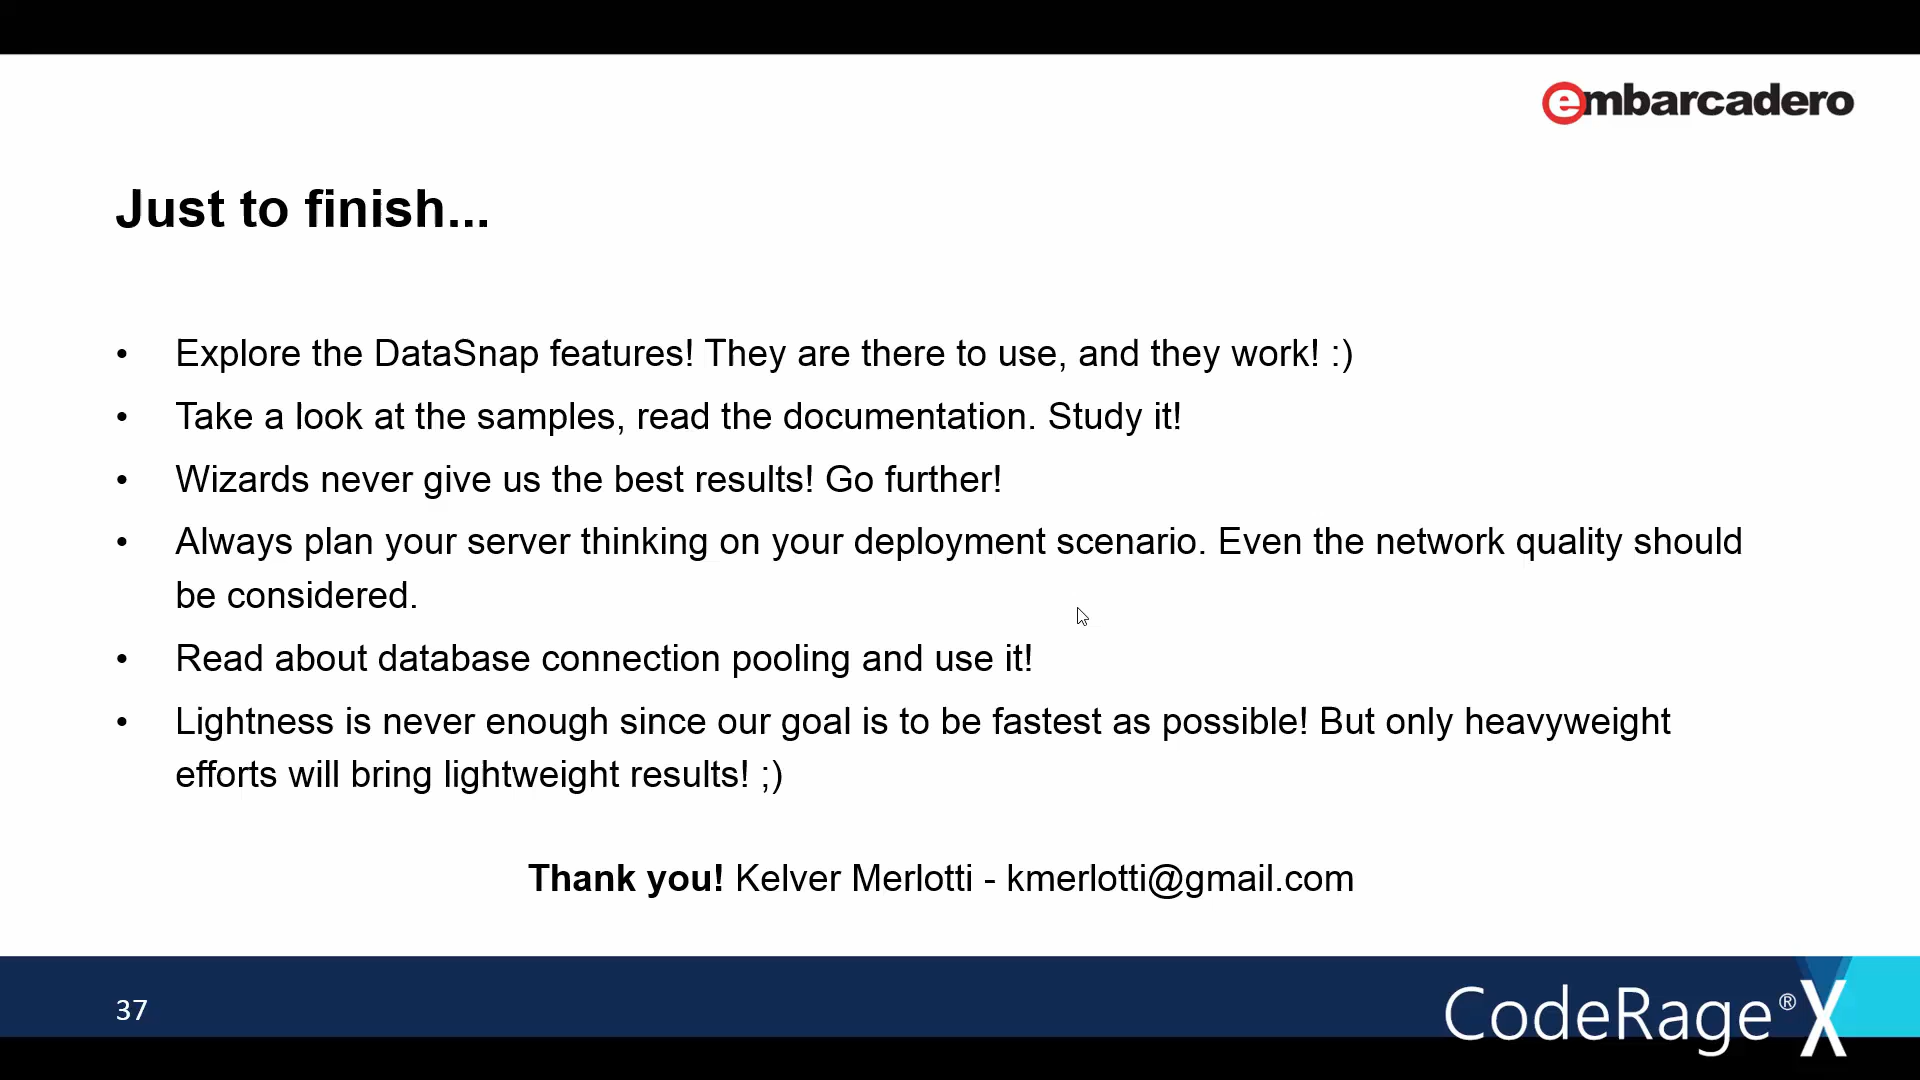 embarcadero
Just to finish...
• Explore the DataSnap features! They are there to use, and they work! :)
• Take a look at the samples, read the documentation. Study it!
• Wizards never give us the best results! Go further!
• Always plan your server thinking on your deployment scenario. Even the network quality should
be considered.
• Read about database connection pooling and use it!
• Lightness is never enough since our goal is to be fastest as possible! But only heavyweight
efforts will bring lightweight results! ;)
Thank you! Kelver Merlotti - kmerlotti@gmail.com
37
CodeRage® X